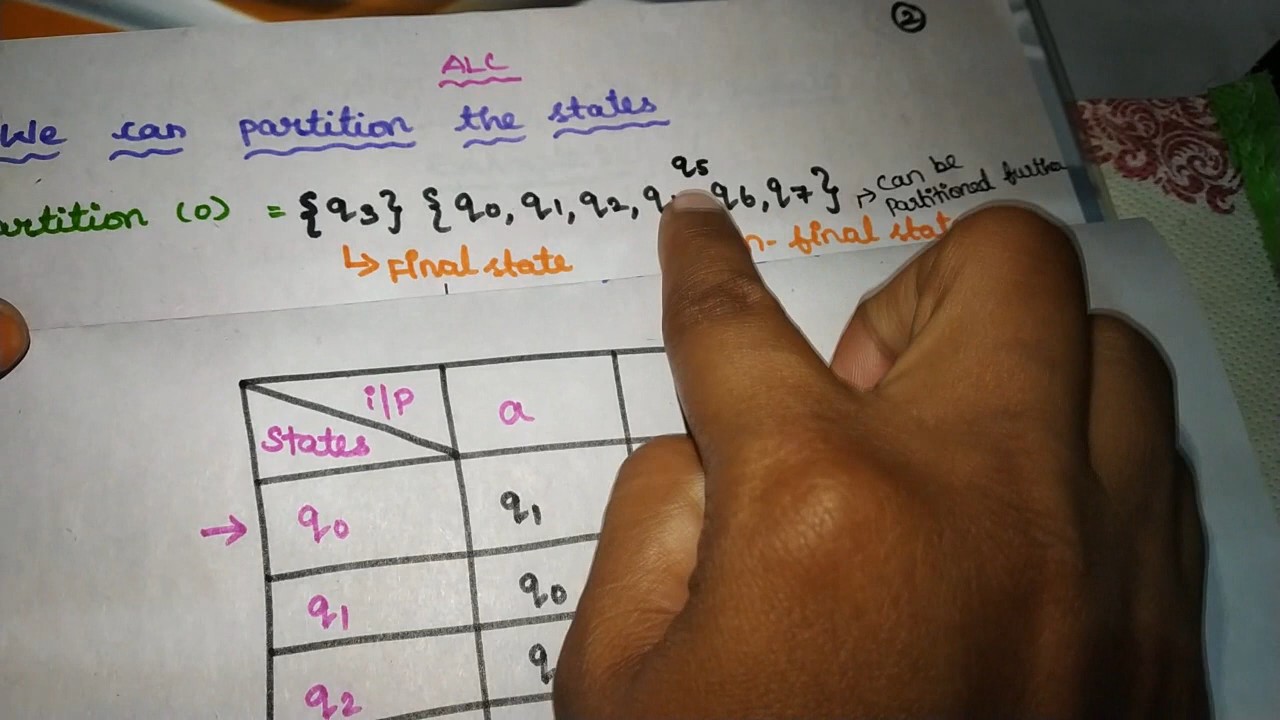 ②
ALC
We can partition the states
q5
artition (0) = {q3} {q0, q1, q2, q q6, q7} ↱ can be partitioned further
↳ Final state n-final stat
i/p
States
a
→ q0 q1
q1 q0
q2 q